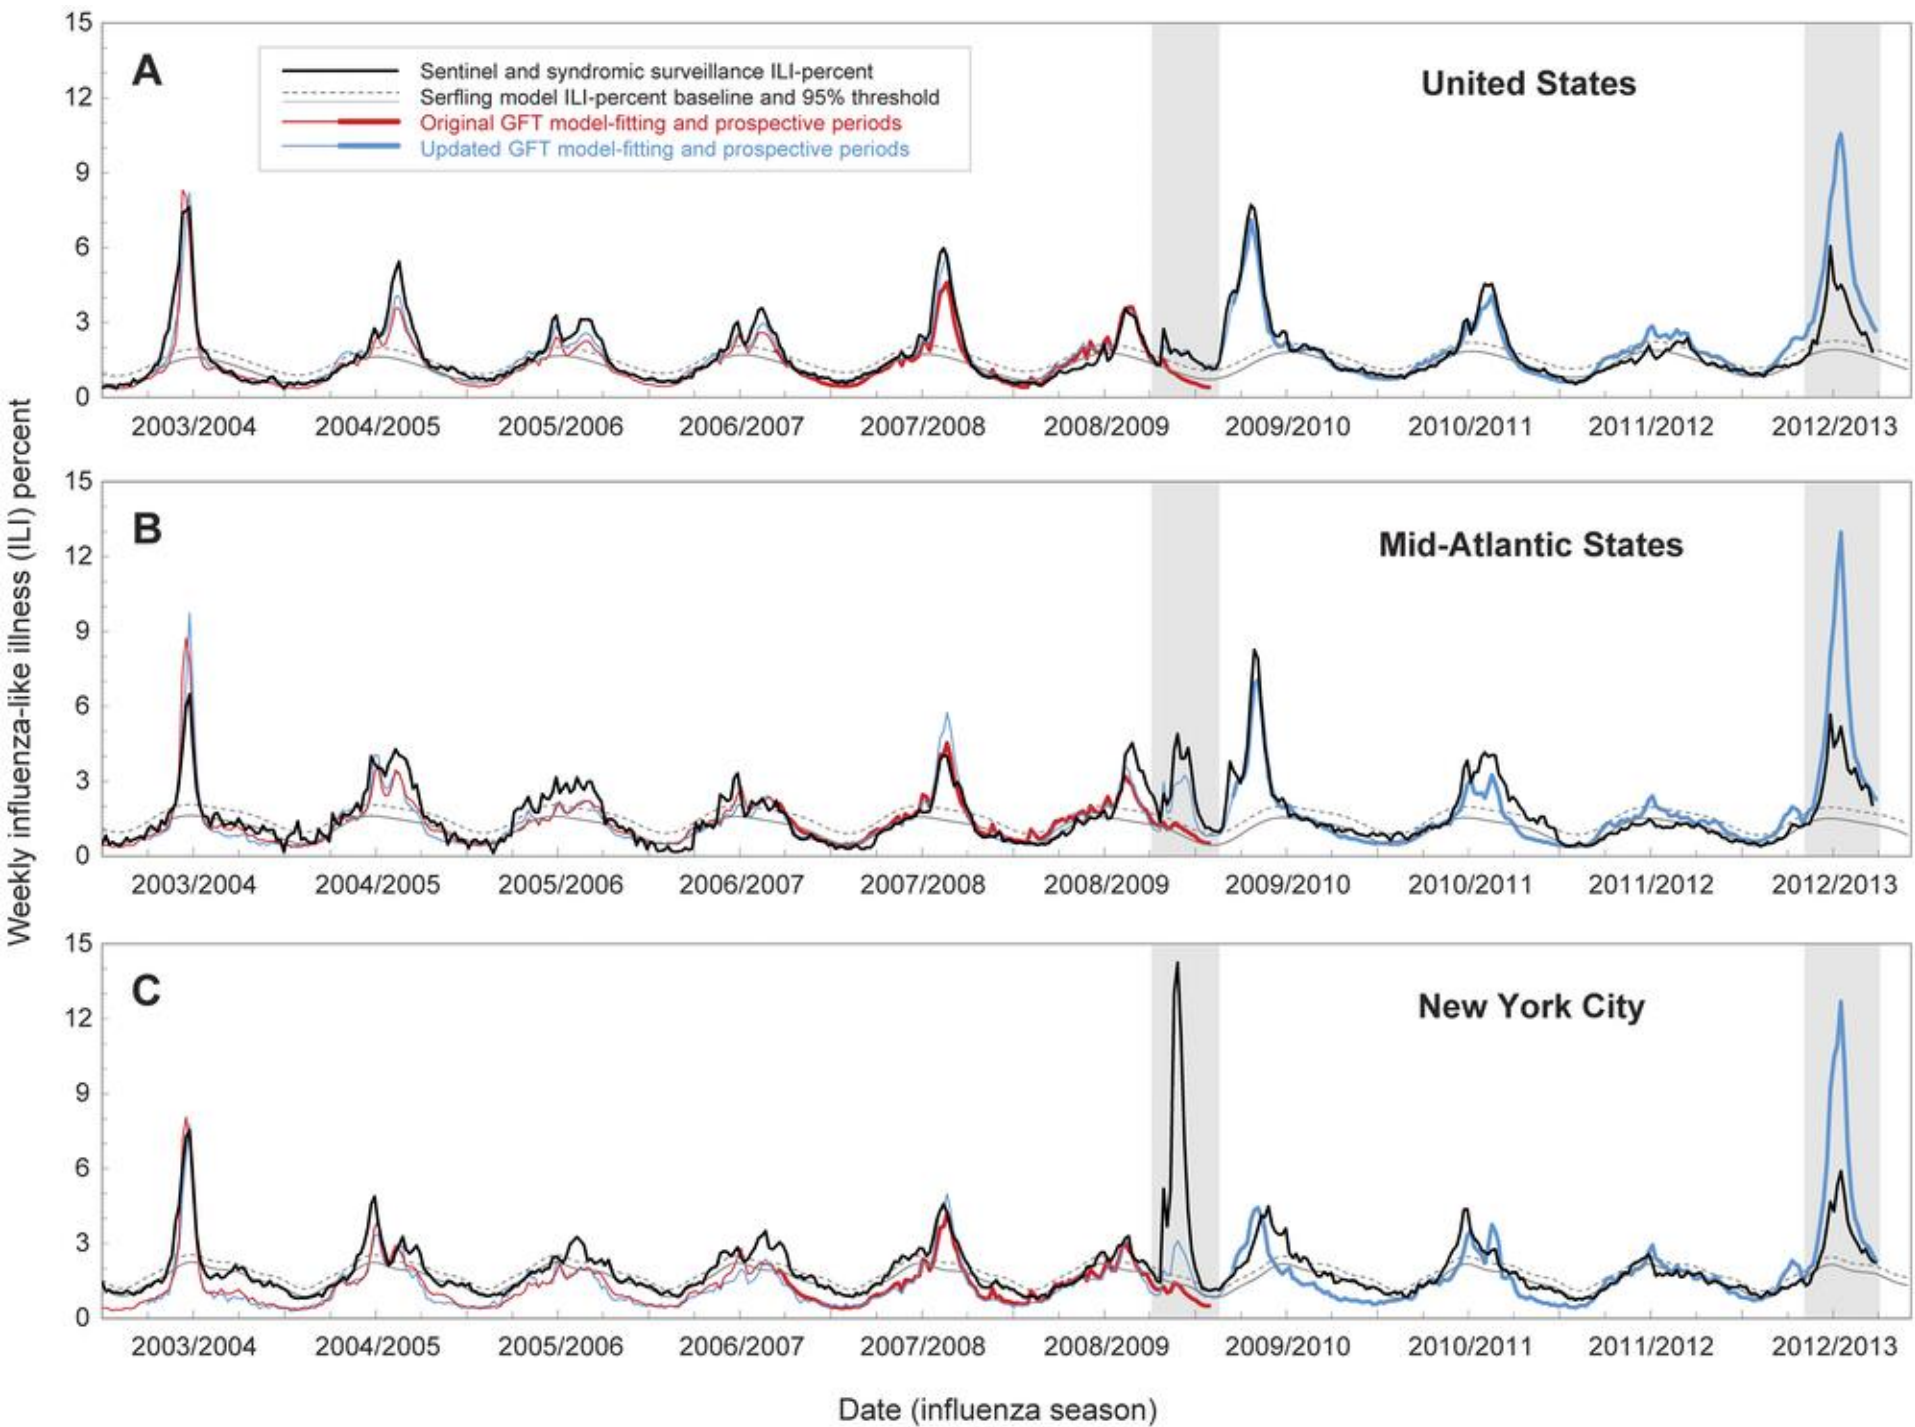 Weekly influenza-like illness (ILI) percent
15
12
9
6
3
0
A
Sentinel and syndromic surveillance ILI-percent
Serfling model ILI-percent baseline and 95% threshold
Original GFT model-fitting and prospective periods
Updated GFT model-fitting and prospective periods
United States
2003/2004 2004/2005 2005/2006 2006/2007 2007/2008 2008/2009 2009/2010 2010/2011 2011/2012 2012/2013
15
12
9
6
3
0
B
Mid-Atlantic States
2003/2004 2004/2005 2005/2006 2006/2007 2007/2008 2008/2009 2009/2010 2010/2011 2011/2012 2012/2013
15
12
9
6
3
0
C
New York City
2003/2004 2004/2005 2005/2006 2006/2007 2007/2008 2008/2009 2009/2010 2010/2011 2011/2012 2012/2013
Date (influenza season)